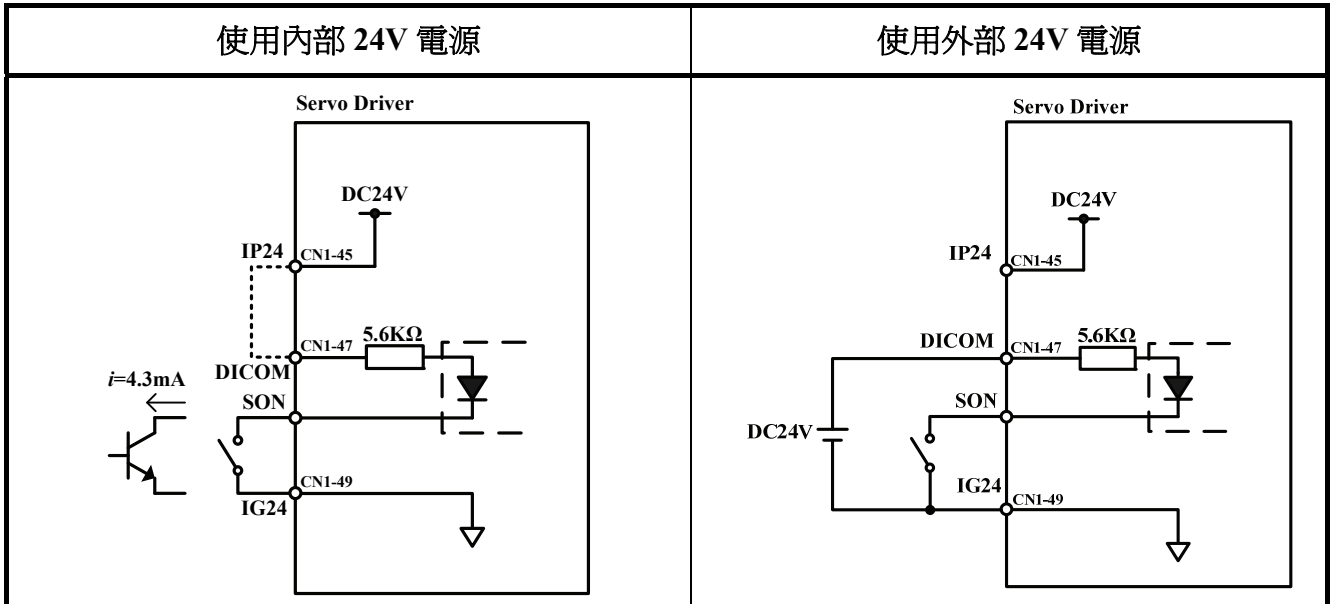 使用內部 24V 電源
Servo Driver
DC24V
IP24
CN1-45
CN1-47
5.6KΩ
DICOM
i=4.3mA
SON
CN1-49
IG24
使用外部 24V 電源
Servo Driver
DC24V
IP24
CN1-45
DICOM
CN1-47
5.6KΩ
SON
DC24V
IG24
CN1-49